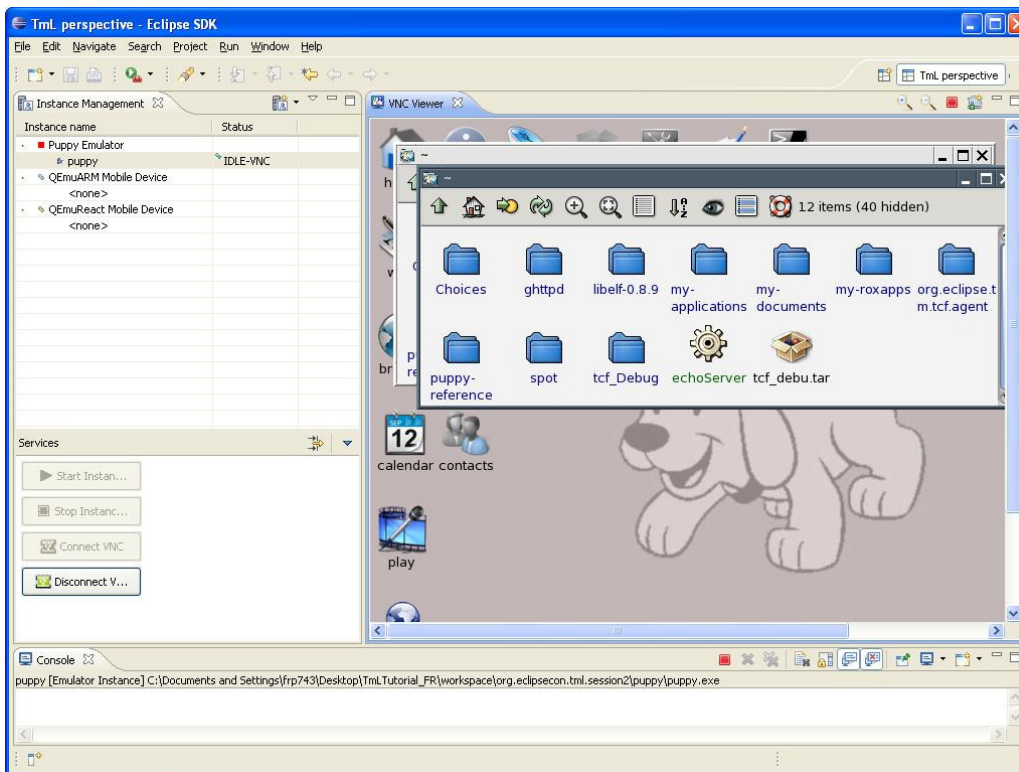 TmL perspective - Eclipse SDK
File Edit Navigate Search Project Run Window Help
TmL perspective
Instance Management
Instance name Status
Puppy Emulator
puppy IDLE-VNC
QEmuARM Mobile Device
<none>
QEmuReact Mobile Device
<none>
Services
Start Instan...
Stop Instanc...
Connect VNC
Disconnect V...
VNC Viewer
~
~
12 items (40 hidden)
Choices ghttpd libelf-0.8.9 my- my- my-roxapps org.eclipse.t
applications documents m.tcf.agent
puppy- spot tcf_Debug echoServer tcf_debu.tar
reference
SEP
12
calendar contacts
play
Console
puppy [Emulator Instance] C:\Documents and Settings\frp743\Desktop\TmLTutorial_FR\workspace\org.eclipsecon.tml.session2\puppy\puppy.exe